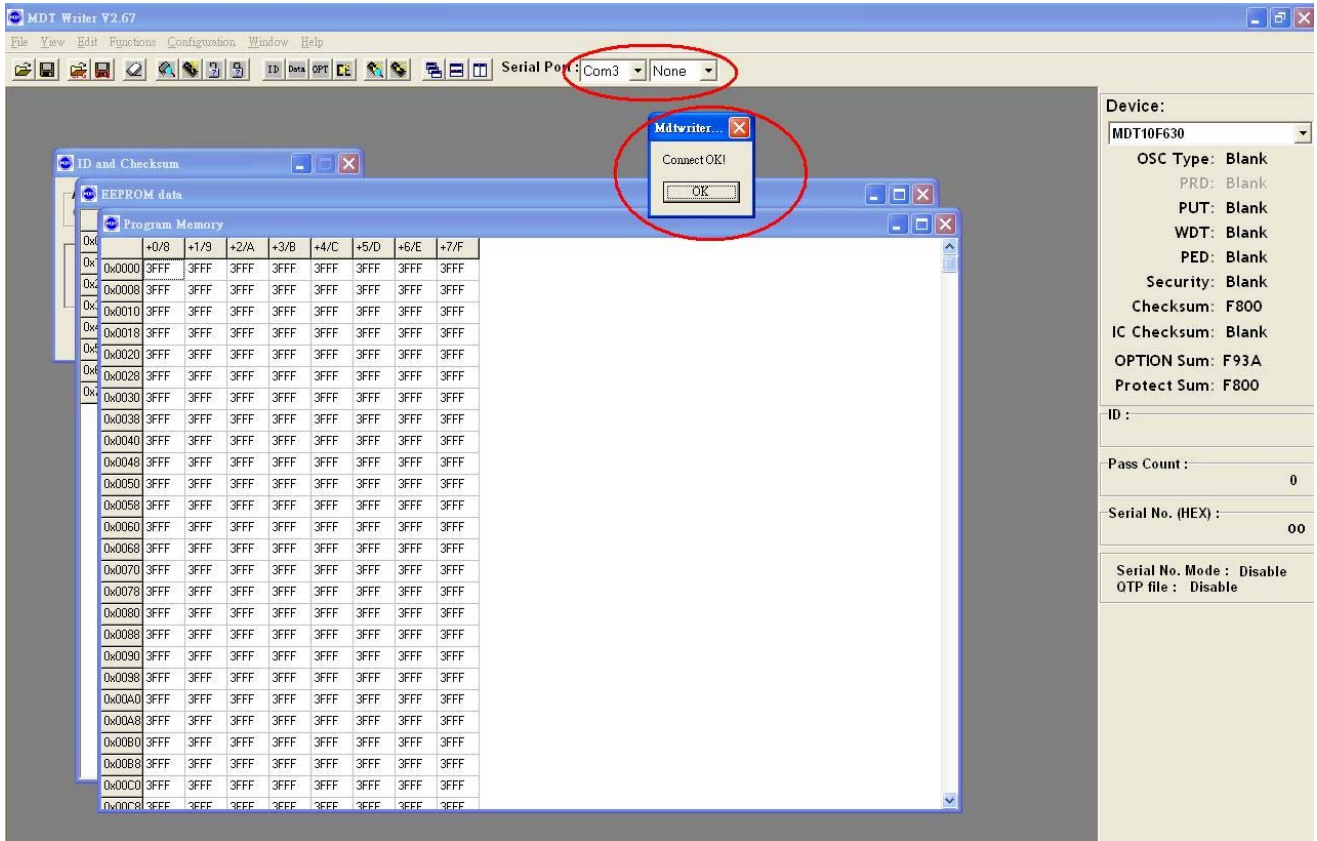 MDT Writer V2.67
File View Edit Functions Configuration Window Help
ID Data OPT Serial Port : Com3 None
Mdtwriter...
Connect OK!
OK
ID and Checksum
EEPROM data
Program Memory
+0/8 +1/9 +2/A +3/B +4/C +5/D +6/E +7/F
0x0000 3FFF 3FFF 3FFF 3FFF 3FFF 3FFF 3FFF 3FFF
0x0008 3FFF 3FFF 3FFF 3FFF 3FFF 3FFF 3FFF 3FFF
0x0010 3FFF 3FFF 3FFF 3FFF 3FFF 3FFF 3FFF 3FFF
0x0018 3FFF 3FFF 3FFF 3FFF 3FFF 3FFF 3FFF 3FFF
0x0020 3FFF 3FFF 3FFF 3FFF 3FFF 3FFF 3FFF 3FFF
0x0028 3FFF 3FFF 3FFF 3FFF 3FFF 3FFF 3FFF 3FFF
0x0030 3FFF 3FFF 3FFF 3FFF 3FFF 3FFF 3FFF 3FFF
0x0038 3FFF 3FFF 3FFF 3FFF 3FFF 3FFF 3FFF 3FFF
0x0040 3FFF 3FFF 3FFF 3FFF 3FFF 3FFF 3FFF 3FFF
0x0048 3FFF 3FFF 3FFF 3FFF 3FFF 3FFF 3FFF 3FFF
0x0050 3FFF 3FFF 3FFF 3FFF 3FFF 3FFF 3FFF 3FFF
0x0058 3FFF 3FFF 3FFF 3FFF 3FFF 3FFF 3FFF 3FFF
0x0060 3FFF 3FFF 3FFF 3FFF 3FFF 3FFF 3FFF 3FFF
0x0068 3FFF 3FFF 3FFF 3FFF 3FFF 3FFF 3FFF 3FFF
0x0070 3FFF 3FFF 3FFF 3FFF 3FFF 3FFF 3FFF 3FFF
0x0078 3FFF 3FFF 3FFF 3FFF 3FFF 3FFF 3FFF 3FFF
0x0080 3FFF 3FFF 3FFF 3FFF 3FFF 3FFF 3FFF 3FFF
0x0088 3FFF 3FFF 3FFF 3FFF 3FFF 3FFF 3FFF 3FFF
0x0090 3FFF 3FFF 3FFF 3FFF 3FFF 3FFF 3FFF 3FFF
0x0098 3FFF 3FFF 3FFF 3FFF 3FFF 3FFF 3FFF 3FFF
0x00A0 3FFF 3FFF 3FFF 3FFF 3FFF 3FFF 3FFF 3FFF
0x00A8 3FFF 3FFF 3FFF 3FFF 3FFF 3FFF 3FFF 3FFF
0x00B0 3FFF 3FFF 3FFF 3FFF 3FFF 3FFF 3FFF 3FFF
0x00B8 3FFF 3FFF 3FFF 3FFF 3FFF 3FFF 3FFF 3FFF
0x00C0 3FFF 3FFF 3FFF 3FFF 3FFF 3FFF 3FFF 3FFF
0x00C8 3FFF 3FFF 3FFF 3FFF 3FFF 3FFF 3FFF 3FFF
Device:
MDT10F630
OSC Type: Blank
PRD: Blank
PUT: Blank
WDT: Blank
PED: Blank
Security: Blank
Checksum: F800
IC Checksum: Blank
OPTION Sum: F93A
Protect Sum: F800
ID :
Pass Count :
0
Serial No. (HEX) :
00
Serial No. Mode : Disable
QTP file : Disable